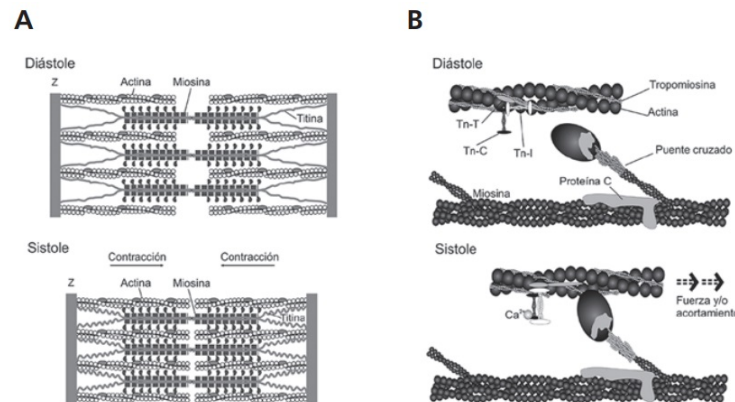 A
Diástole
Z
Actina
Miosina
Titina
Sistole
Contracción
Contracción
Z
Actina
Miosina
Titina
B
Diástole
Tropomiosina
Actina
Tn-T
Tn-C
Tn-I
Puente cruzado
Proteína C
Miosina
Sistole
Ca
Fuerza y/o
acortamiento